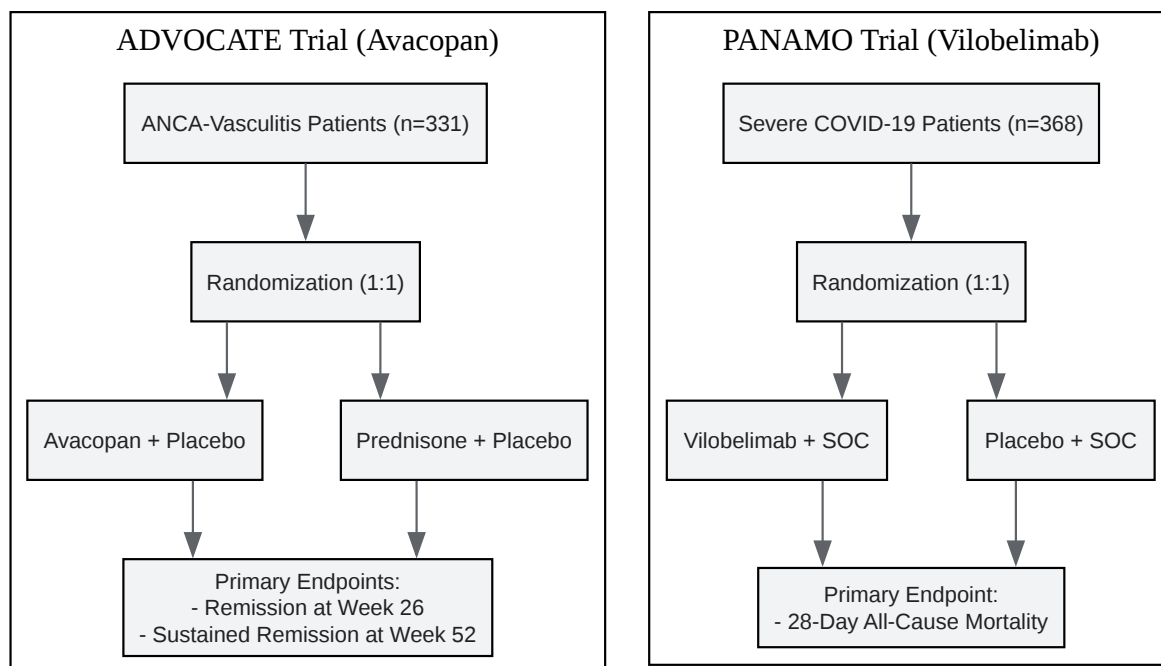 ADVOCATE Trial (Avacopan)
ANCA-Vasculitis Patients (n=331)
Randomization (1:1)
Avacopan + Placebo
Prednisone + Placebo
Primary Endpoints:
- Remission at Week 26
- Sustained Remission at Week 52
PANAMO Trial (Vilobelimab)
Severe COVID-19 Patients (n=368)
Randomization (1:1)
Vilobelimab + SOC
Placebo + SOC
Primary Endpoint:
- 28-Day All-Cause Mortality